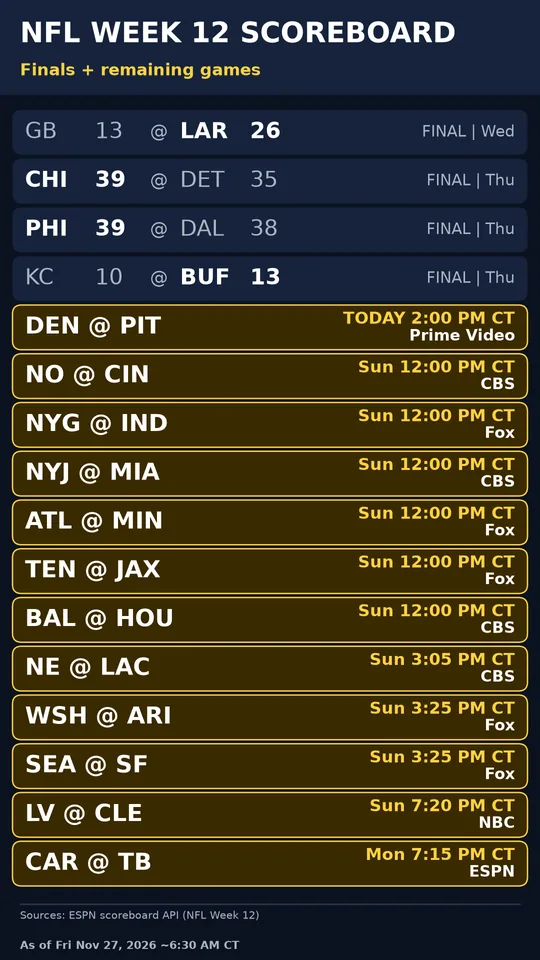 NFL WEEK 12 SCOREBOARD
Finals + remaining games
GB 13 @ LAR 26 FINAL | Wed
CHI 39 @ DET 35 FINAL | Thu
PHI 39 @ DAL 38 FINAL | Thu
KC 10 @ BUF 13 FINAL | Thu
DEN @ PIT TODAY 2:00 PM CT
Prime Video
NO @ CIN Sun 12:00 PM CT
CBS
NYG @ IND Sun 12:00 PM CT
Fox
NYJ @ MIA Sun 12:00 PM CT
CBS
ATL @ MIN Sun 12:00 PM CT
Fox
TEN @ JAX Sun 12:00 PM CT
Fox
BAL @ HOU Sun 12:00 PM CT
CBS
NE @ LAC Sun 3:05 PM CT
CBS
WSH @ ARI Sun 3:25 PM CT
Fox
SEA @ SF Sun 3:25 PM CT
Fox
LV @ CLE Sun 7:20 PM CT
NBC
CAR @ TB Mon 7:15 PM CT
ESPN
Sources: ESPN scoreboard API (NFL Week 12)
As of Fri Nov 27, 2026 ~6:30 AM CT